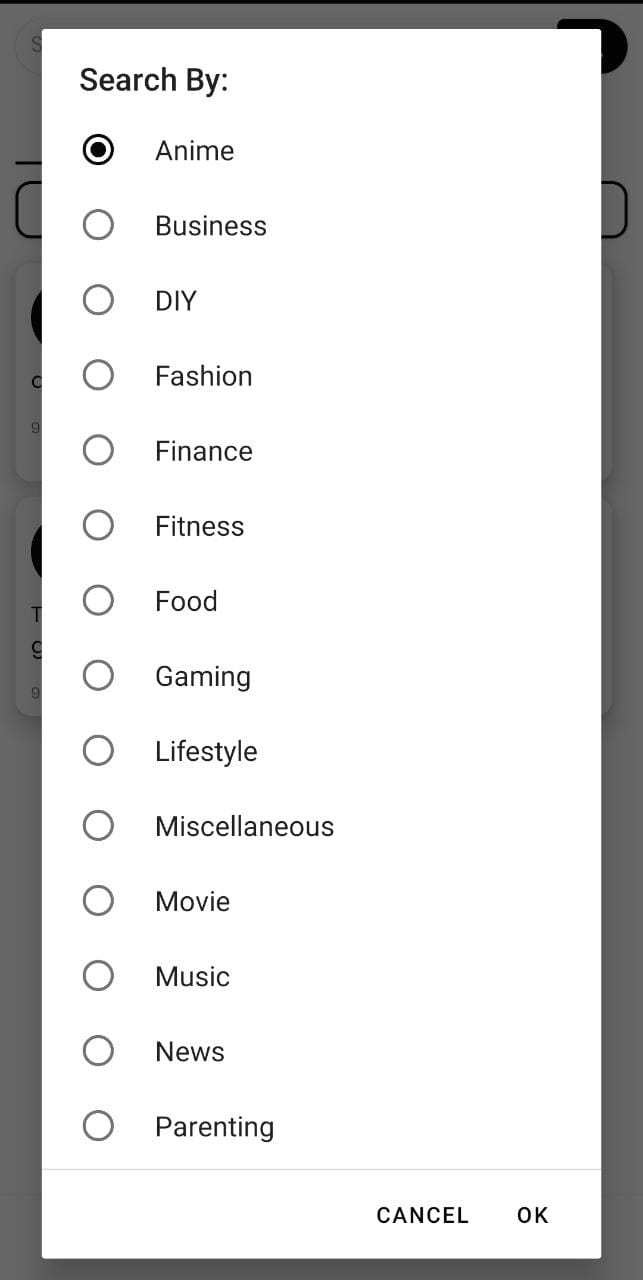 Search By:
Anime
Business
DIY
Fashion
Finance
Fitness
Food
Gaming
Lifestyle
Miscellaneous
Movie
Music
News
Parenting
CANCEL OK